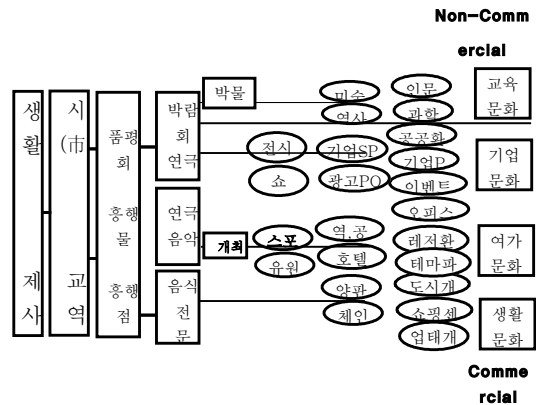 Non-Comm
ercial
생
활
제
사
시
(市
교
역
품평
회
흥행
물
흥행
점
박람
회
연극
연극
음악
음식
전
문
박물
개최
전시
쇼
스포
유원
미술
역사
기업SP
광고PO
역.공
호텔
양판
체인
인문
과학
공공화
기업P
이벤트
오피스
레저환
테마파
도시개
쇼핑센
업태개
교육
문화
기업
문화
여가
문화
생활
문화
Comme
rcial